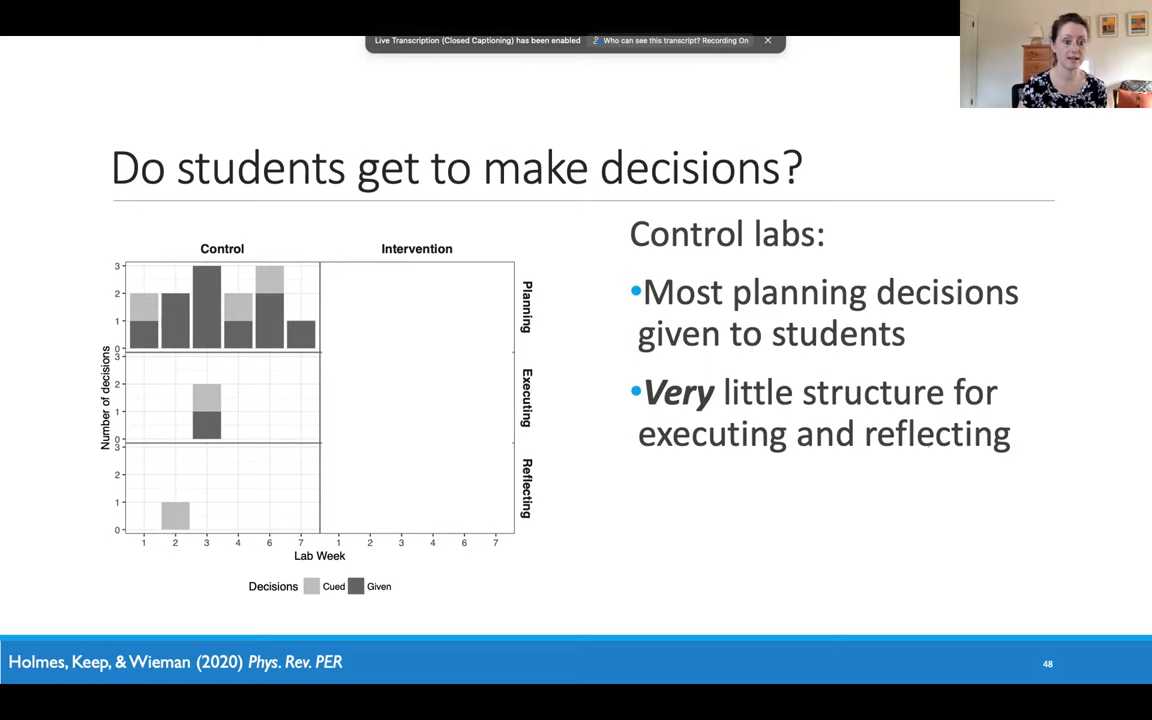 Live Transcription (Closed Captioning) has been enabled
Who can see this transcript? Recording On
Do students get to make decisions?
Control
Intervention
3
2
1
0
Planning
3
2
1
0
Executing
3
2
1
0
Reflecting
Number of decisions
1 2 3 4 6 7
1 2 3 4 6 7
Lab Week
Decisions Cued Given
Control labs:
•Most planning decisions
given to students
•Very little structure for
executing and reflecting
Holmes, Keep, & Wieman (2020) Phys. Rev. PER
48